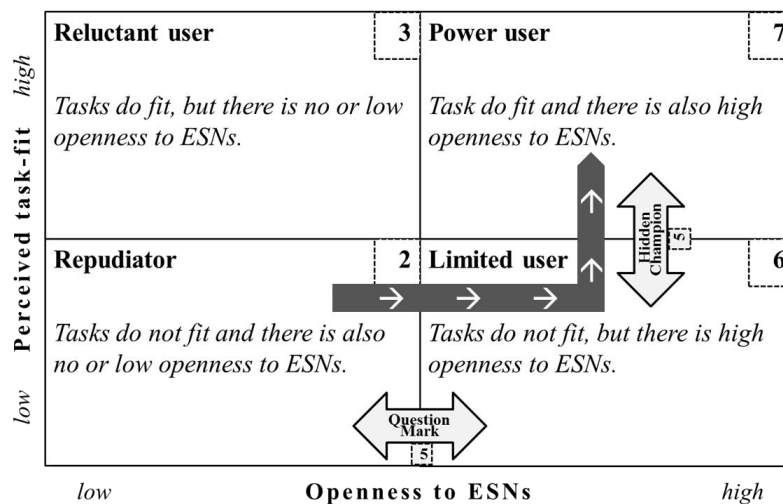 Reluctant user
3
Tasks do fit, but there is no or low
openness to ESNs.
Power user
7
Task do fit and there is also high
openness to ESNs.
Repudiator
2
Tasks do not fit and there is also
no or low openness to ESNs.
Limited user
6
Tasks do not fit, but there is high
openness to ESNs.
Hidden
Champion
5
Question
Mark
5
low
Perceived task-fit
high
low
Openness to ESNs
high